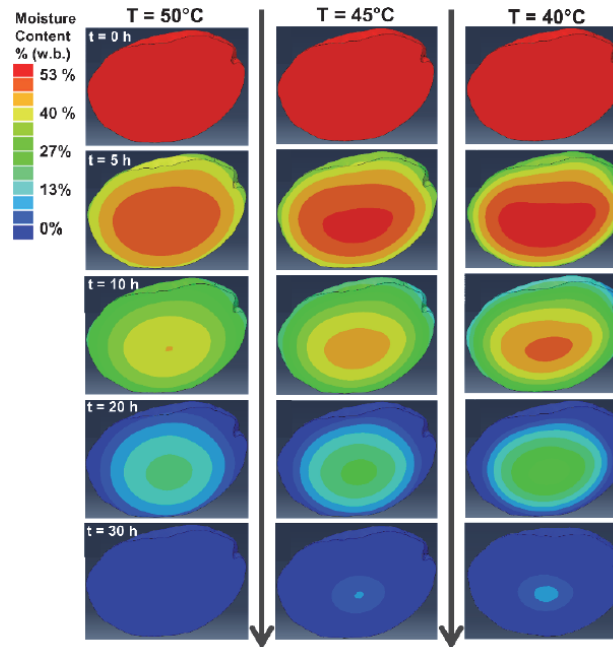 Moisture
Content
% (w.b.)
T = 50°C
T = 45°C
T = 40°C
53 %
40 %
27%
13%
0%
t = 0 h
t = 5 h
t = 10 h
t = 20 h
t = 30 h